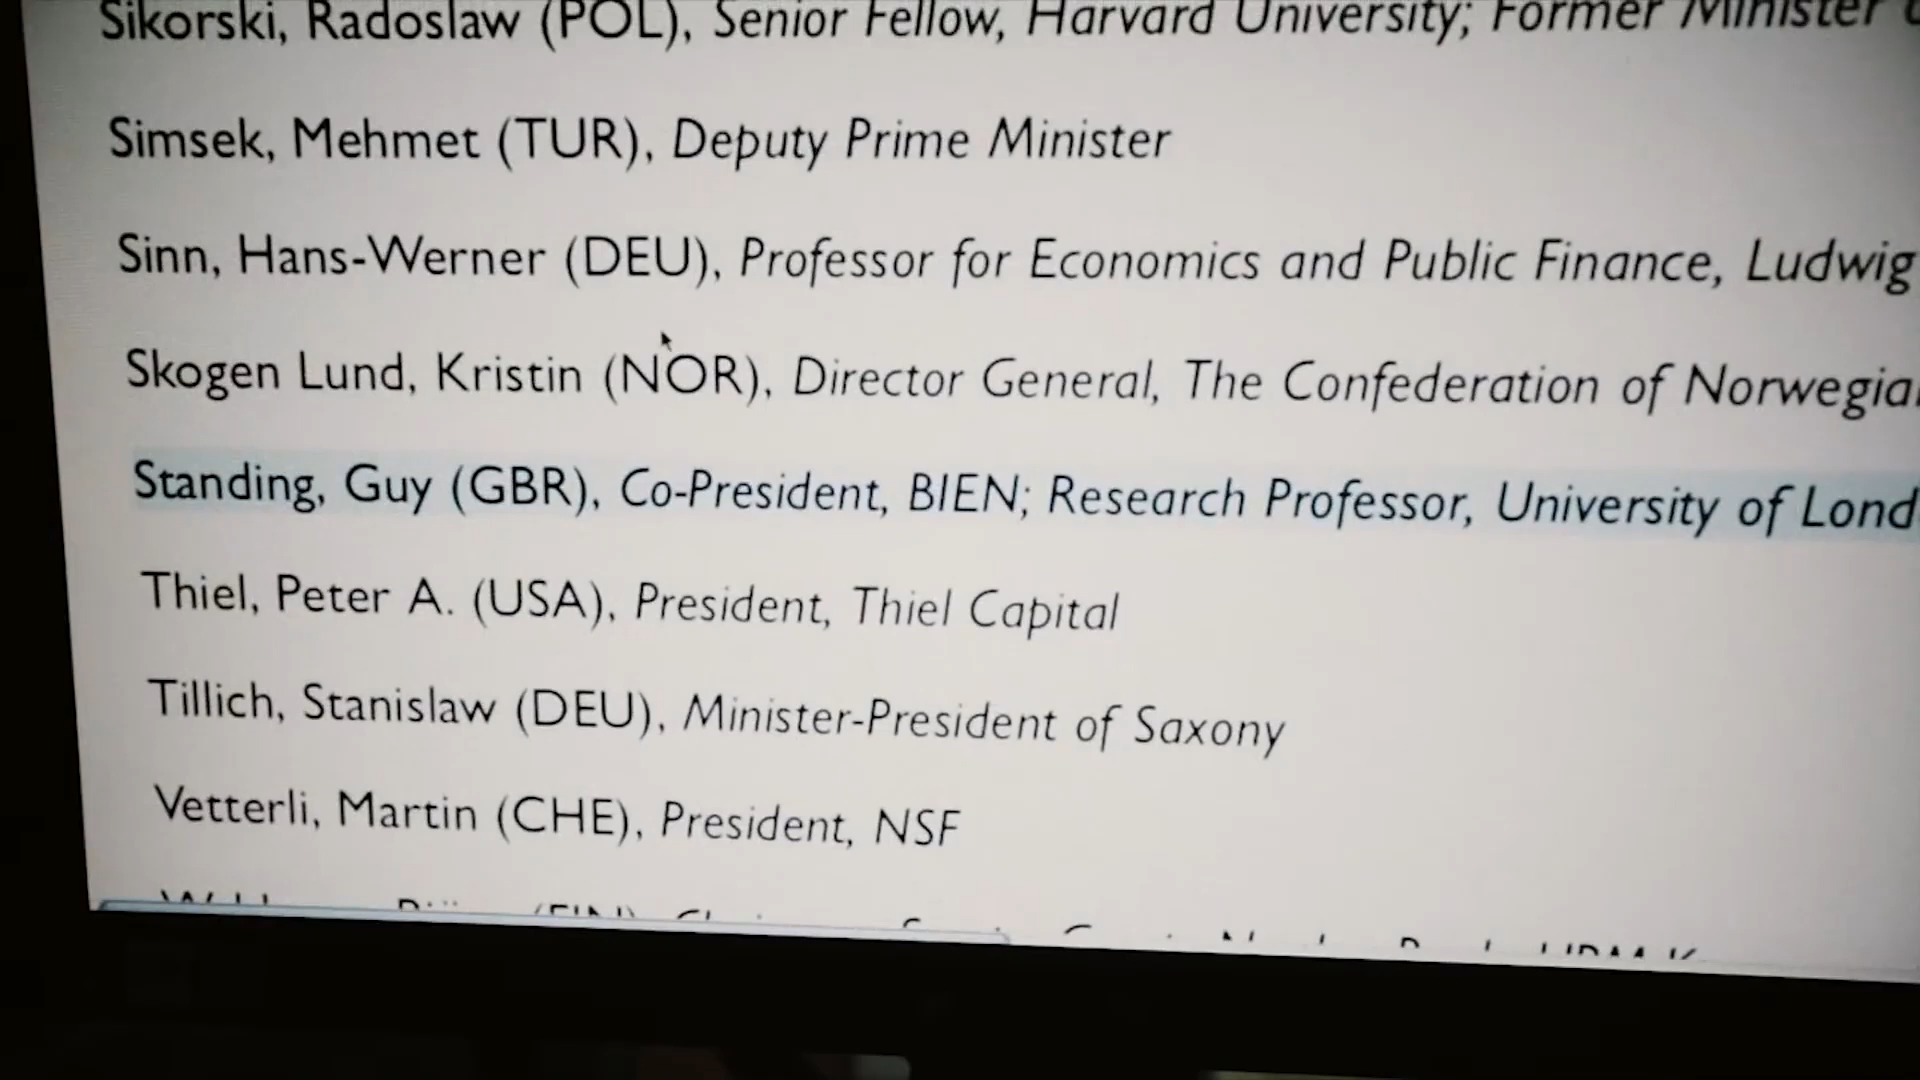 Sikorski, Radoslaw (POL), Senior Fellow, Harvard University; Former Minister
Simsek, Mehmet (TUR), Deputy Prime Minister
Sinn, Hans-Werner (DEU), Professor for Economics and Public Finance, Ludwig
Skogen Lund, Kristin (NOR), Director General, The Confederation of Norwegian
Standing, Guy (GBR), Co-President, BIEN; Research Professor, University of Lond
Thiel, Peter A. (USA), President, Thiel Capital
Tillich, Stanislaw (DEU), Minister-President of Saxony
Vetterli, Martin (CHE), President, NSF